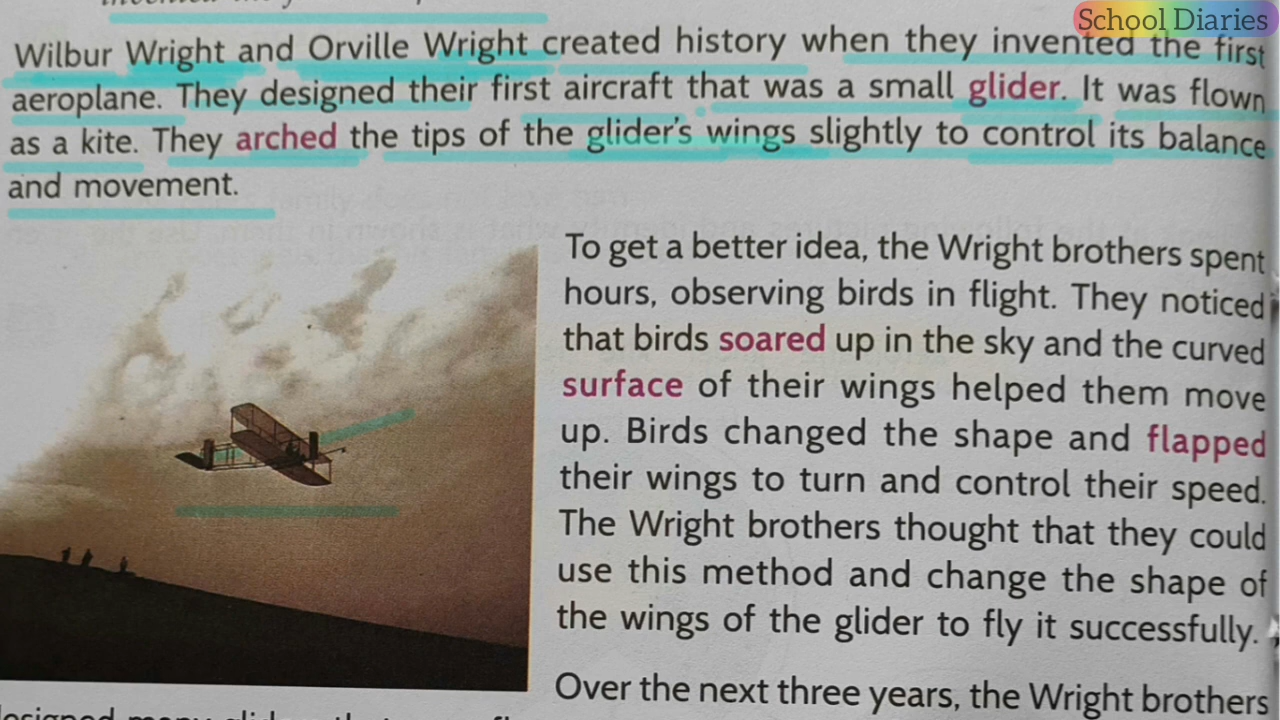 School Diaries
Wilbur Wright and Orville Wright created history when they invented the first
aeroplane. They designed their first aircraft that was a small glider. It was flown
as a kite. They arched the tips of the glider's wings slightly to control its balance
and movement.
To get a better idea, the Wright brothers spent
hours, observing birds in flight. They noticed
that birds soared up in the sky and the curved
surface of their wings helped them move
up. Birds changed the shape and flapped
their wings to turn and control their speed.
The Wright brothers thought that they could
use this method and change the shape of
the wings of the glider to fly it successfully.
Over the next three years, the Wright brothers